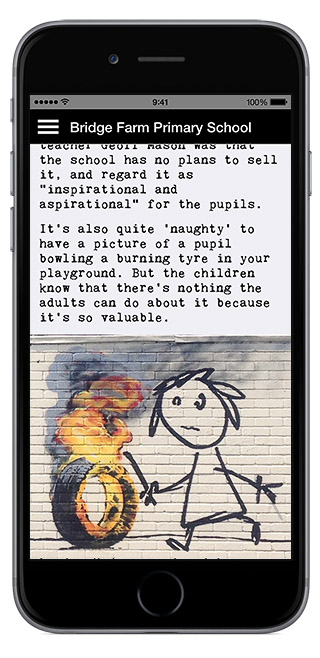 9:41
100%
Bridge Farm Primary School
teacher Geoff Mason was that
the school has no plans to sell
it, and regard it as
"inspirational and
aspirational" for the pupils.
It's also quite 'naughty' to
have a picture of a pupil
bowling a burning tyre in your
playground. But the children
know that there's nothing the
adults can do about it because
it's so valuable.